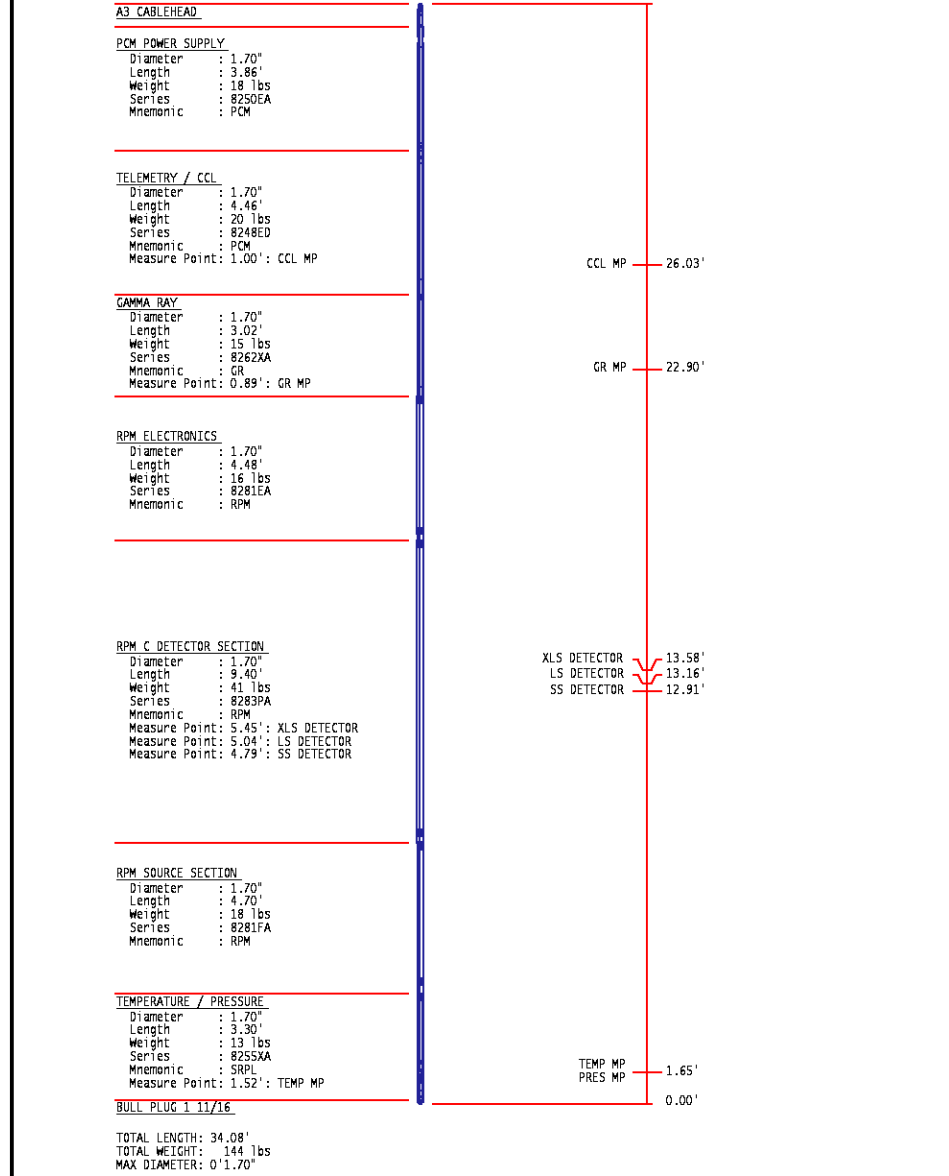 A3 CABLEHEAD
PCM POWER SUPPLY
Diameter : 1.70"
Length : 3.86'
Weight : 18 lbs
Series : 8250EA
Mnemonic : PCM
TELEMETRY / CCL
Diameter : 1.70"
Length : 4.46'
Weight : 20 lbs
Series : 8248ED
Mnemonic : PCM
Measure Point: 1.00': CCL MP
CCL MP 26.03'
GAMMA RAY
Diameter : 1.70"
Length : 3.02'
Weight : 15 lbs
Series : 8262XA
Mnemonic : GR
Measure Point: 0.89': GR MP
GR MP 22.90'
RPM ELECTRONICS
Diameter : 1.70"
Length : 4.48'
Weight : 16 lbs
Series : 8281EA
Mnemonic : RPM
RPM C DETECTOR SECTION
Diameter : 1.70"
Length : 9.40'
Weight : 41 lbs
Series : 8283PA
Mnemonic : RPM
Measure Point: 5.45': XLS DETECTOR
Measure Point: 5.04': LS DETECTOR
Measure Point: 4.79': SS DETECTOR
XLS DETECTOR 13.58'
LS DETECTOR 13.16'
SS DETECTOR 12.91'
RPM SOURCE SECTION
Diameter : 1.70"
Length : 4.70'
Weight : 18 lbs
Series : 8281FA
Mnemonic : RPM
TEMPERATURE / PRESSURE
Diameter : 1.70"
Length : 3.30'
Weight : 13 lbs
Series : 8255XA
Mnemonic : SRPL
Measure Point: 1.52': TEMP MP
TEMP MP
PRES MP 1.65'
0.00'
BULL PLUG 1 11/16
TOTAL LENGTH: 34.08'
TOTAL WEIGHT: 144 lbs
MAX DIAMETER: 0'1.70"